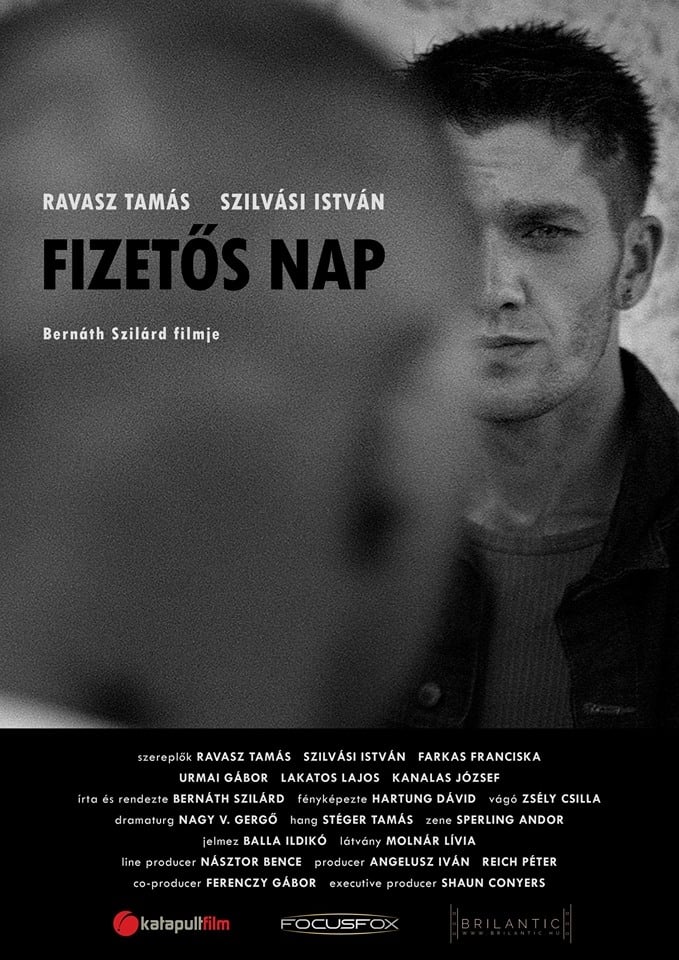 RAVASZ TAMÁS SZILVÁSI ISTVÁN
FIZETŐS NAP
Bernáth Szilárd filmje
szereplők RAVASZ TAMÁS SZILVÁSI ISTVÁN FARKAS FRANCISKA
URMAI GÁBOR LAKATOS LAJOS KANALAS JÓZSEF
írta és rendezte BERNÁTH SZILÁRD fényképezte HARTUNG DÁVID vágó ZSÉLY CSILLA
dramaturg NAGY V. GERGŐ hang STÉGER TAMÁS zene SPERLING ANDOR
jelmez BALLA ILDIKÓ látvány MOLNÁR LÍVIA
line producer NÁSZTOR BENCE producer ANGELUSZ IVÁN REICH PÉTER
co-producer FERENCZY GÁBOR executive producer SHAUN CONYERS
katapultfilm FOCUSFOX BRILANTIC
WWW.BRILANTIC.HU